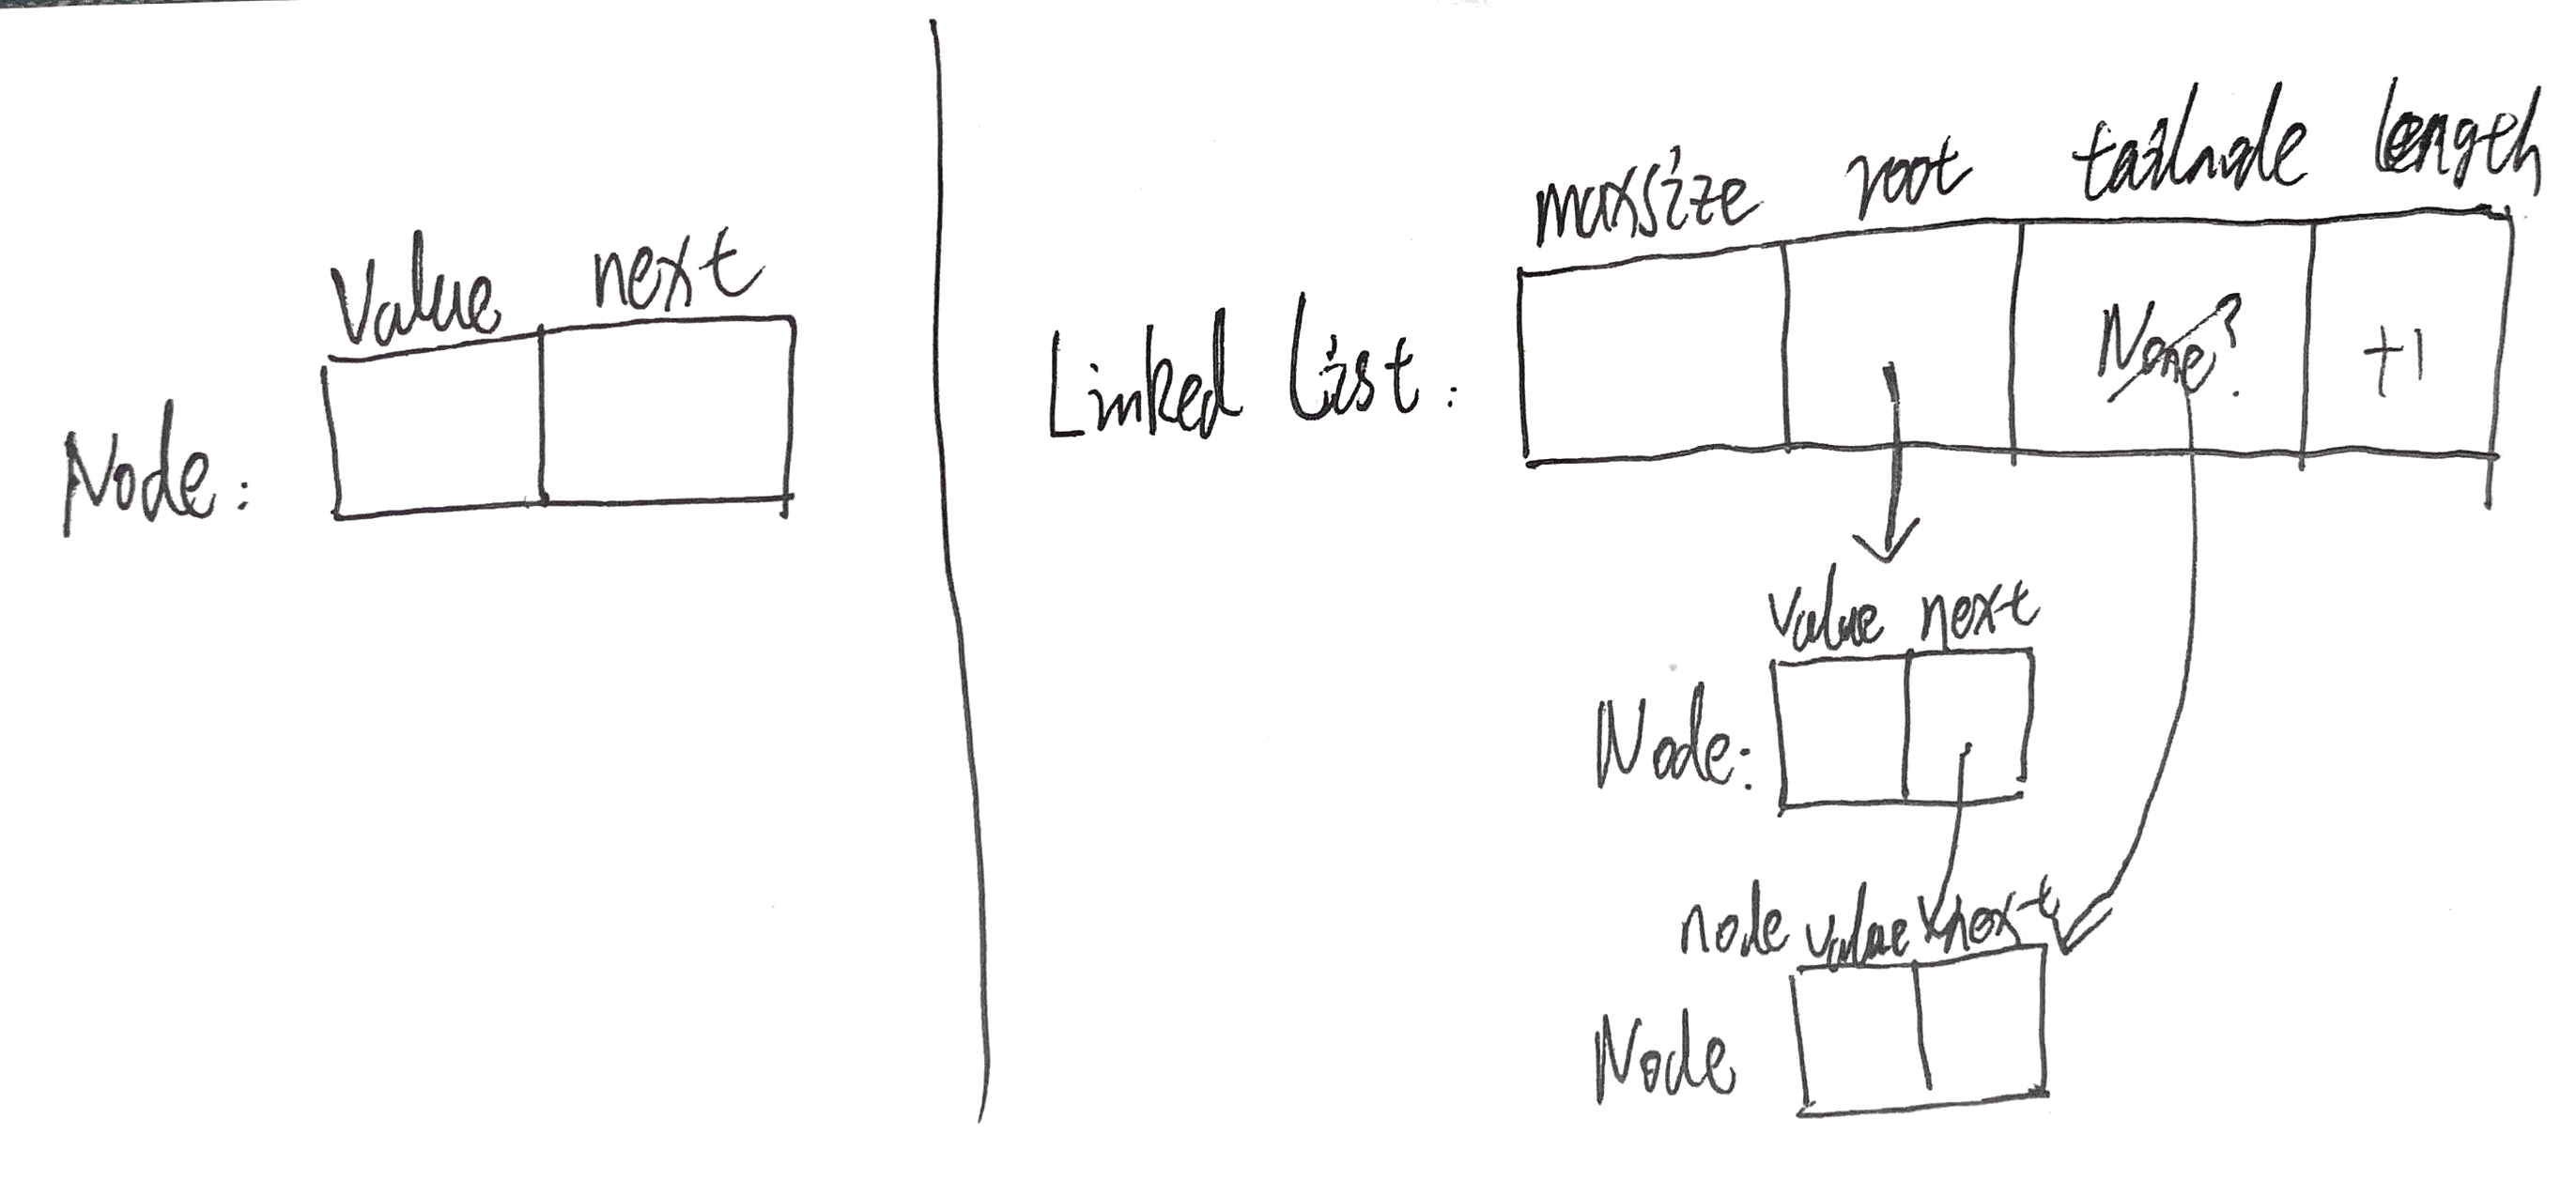 Value next
Node:
maxsize root tailnode length
Linked List:
None? +1
value next
Node:
node value next
Node